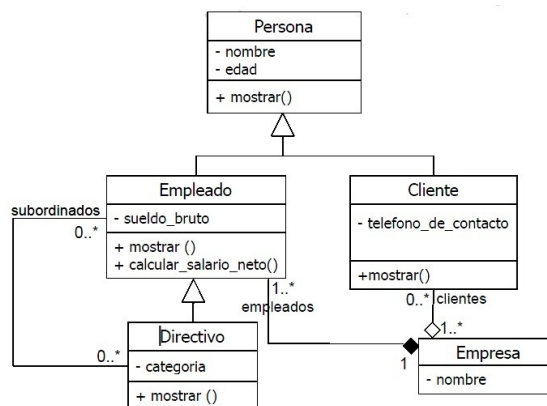 Persona
- nombre
- edad
+ mostrar()
Empleado
- sueldo_bruto
+ mostrar ()
+ calcular_salario_neto()
Cliente
- telefono_de_contacto
+mostrar()
subordinados
0..*
1..*
empleados
0..* clientes
1..*
Directivo
- categoria
+ mostrar ()
0..*
1
Empresa
- nombre